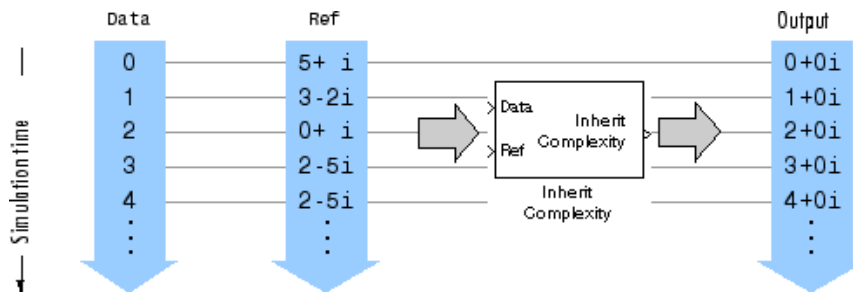 Data Ref Output
0 5+ i 0+0i
1 3-2i 1+0i
2 0+ i 2+0i
3 2-5i 3+0i
4 2-5i 4+0i
Simulation time
Data
Ref
Inherit
Complexity
Inherit
Complexity